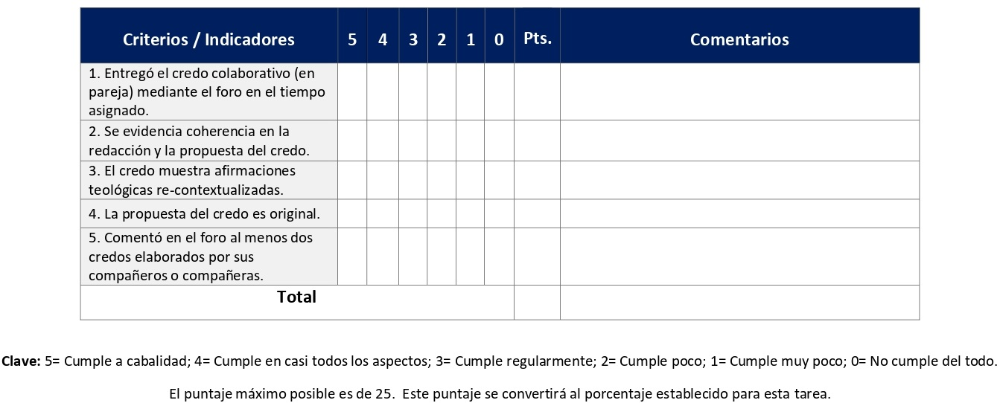 Criterios / Indicadores 5 4 3 2 1 0 Pts. Comentarios
1. Entregó el credo colaborativo (en
pareja) mediante el foro en el tiempo
asignado.
2. Se evidencia coherencia en la
redacción y la propuesta del credo.
3. El credo muestra afirmaciones
teológicas re-contextualizadas.
4. La propuesta del credo es original.
5. Comentó en el foro al menos dos
credos elaborados por sus
compañeros o compañeras.
Total
Clave: 5= Cumple a cabalidad; 4= Cumple en casi todos los aspectos; 3= Cumple regularmente; 2= Cumple poco; 1= Cumple muy poco; 0= No cumple del todo.
El puntaje máximo posible es de 25.  Este puntaje se convertirá al porcentaje establecido para esta tarea.